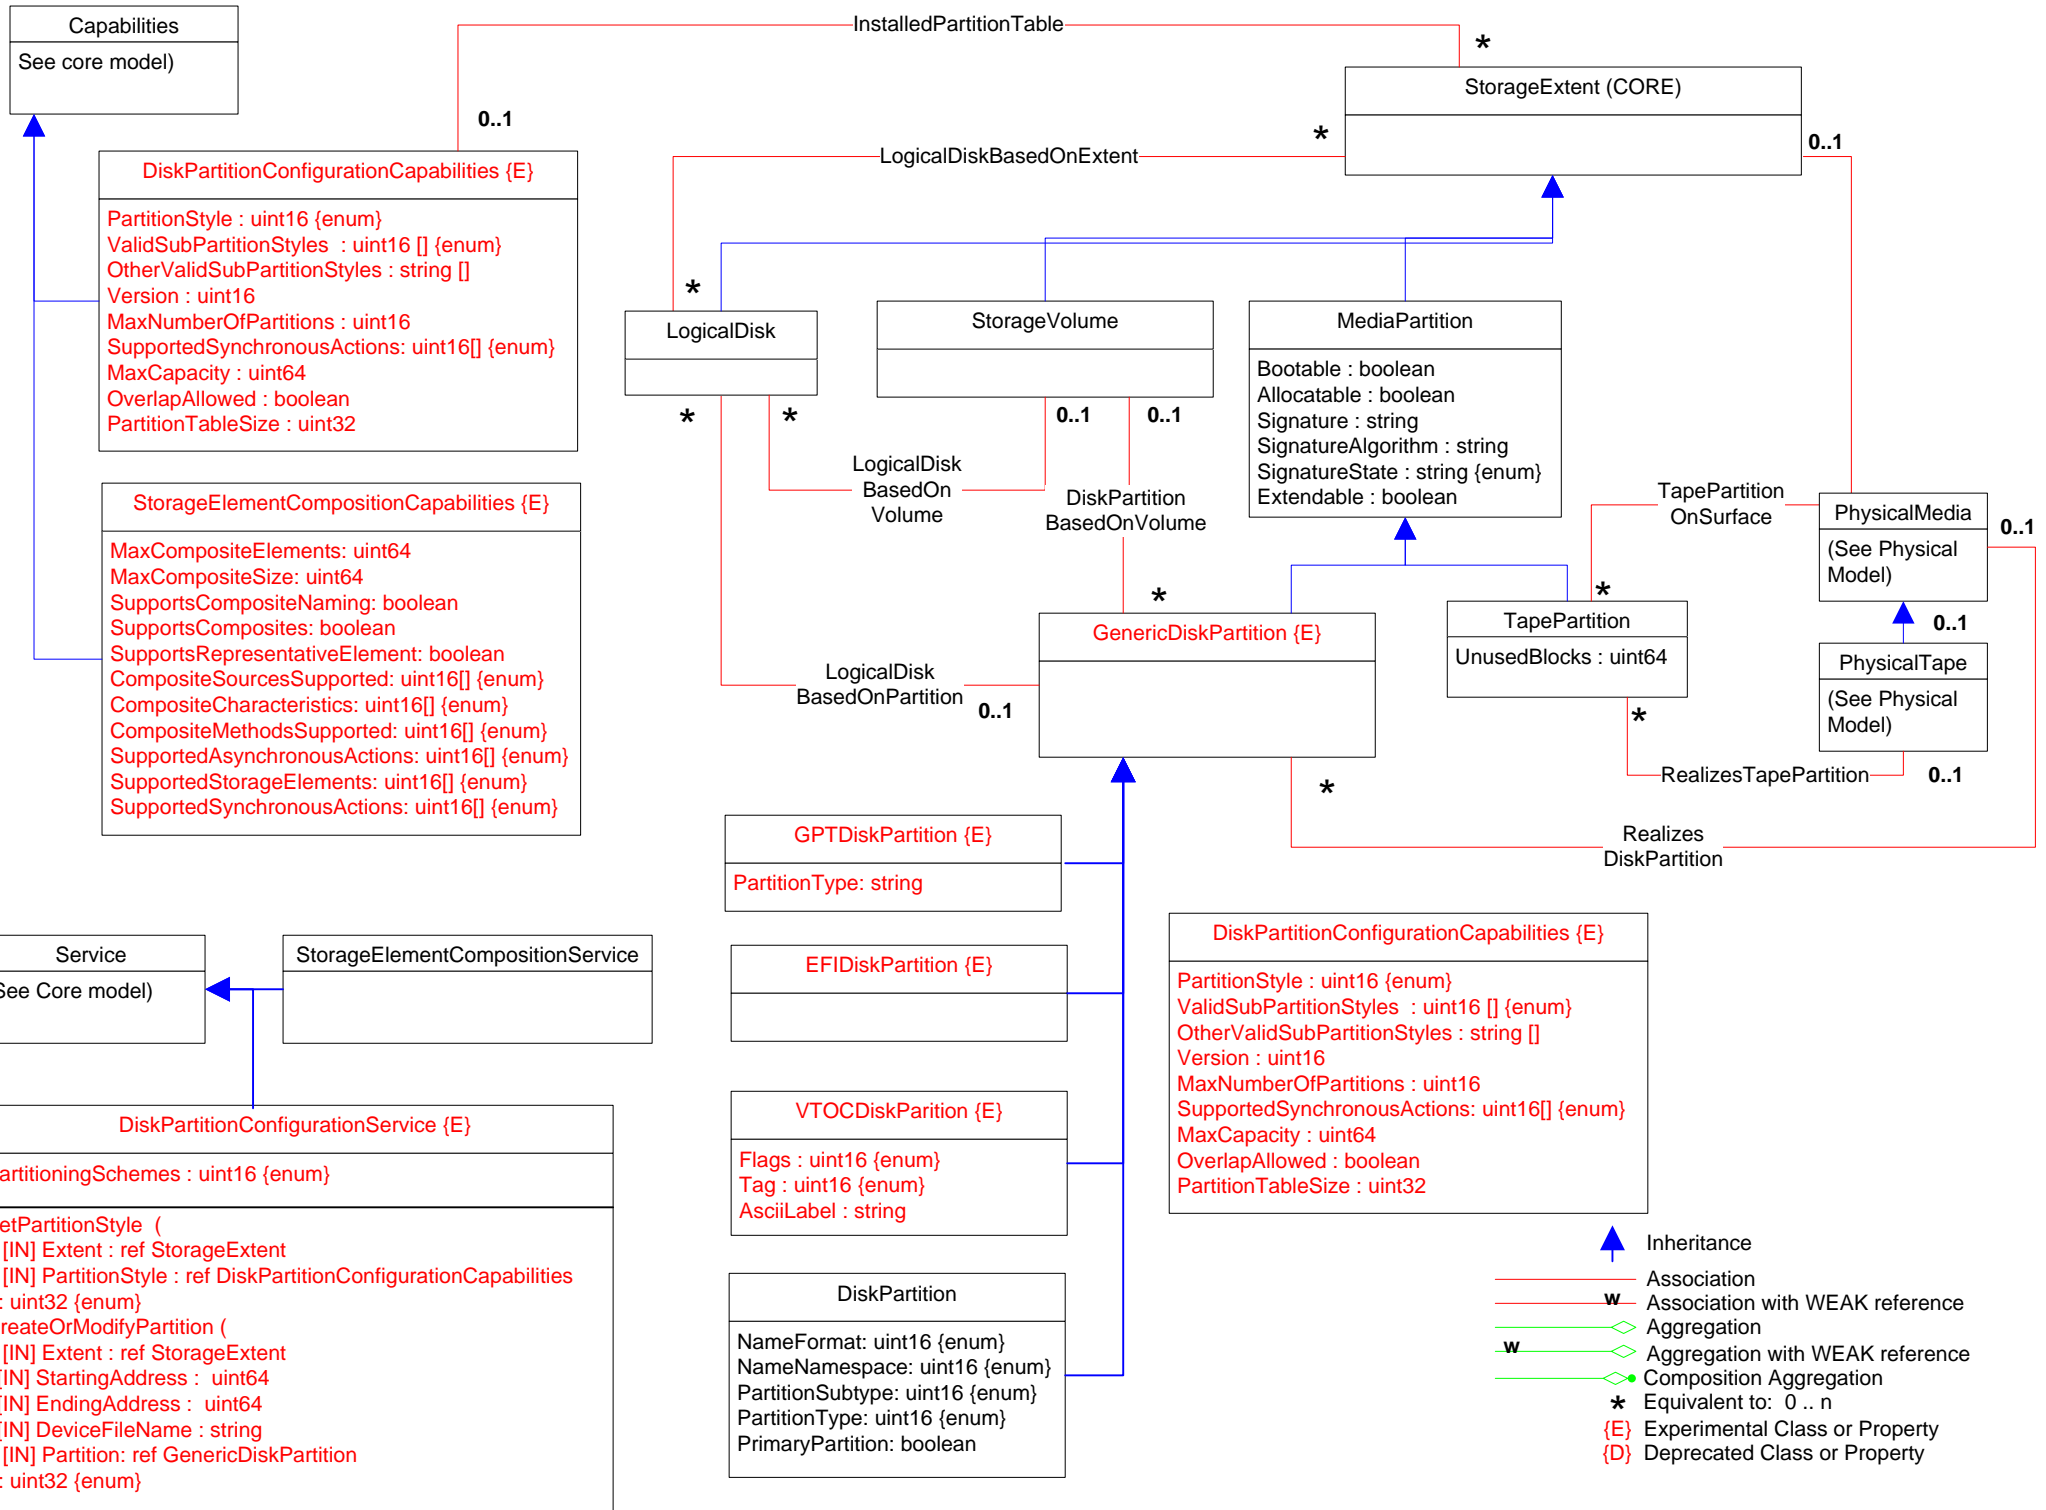 Capabilities
See core model)
InstalledPartitionTable
*
0..1
StorageExtent (CORE)
*
LogicalDiskBasedOnExtent
0..1
DiskPartitionConfigurationCapabilities {E}
PartitionStyle : uint16 {enum}
ValidSubPartitionStyles : uint16 [] {enum}
OtherValidSubPartitionStyles : string []
Version : uint16
MaxNumberOfPartitions : uint16
SupportedSynchronousActions: uint16[] {enum}
MaxCapacity : uint64
OverlapAllowed : boolean
PartitionTableSize : uint32
*
LogicalDisk
*
*
StorageVolume
0..1
0..1
MediaPartition
Bootable : boolean
Allocatable : boolean
Signature : string
SignatureAlgorithm : string
SignatureState : string {enum}
Extendable : boolean
LogicalDisk
BasedOn
Volume
DiskPartition
BasedOnVolume
*
TapePartition
OnSurface
*
PhysicalMedia
(See Physical
Model)
0..1
StorageElementCompositionCapabilities {E}
MaxCompositeElements: uint64
MaxCompositeSize: uint64
SupportsCompositeNaming: boolean
SupportsComposites: boolean
SupportsRepresentativeElement: boolean
CompositeSourcesSupported: uint16[] {enum}
CompositeCharacteristics: uint16[] {enum}
CompositeMethodsSupported: uint16[] {enum}
SupportedAsynchronousActions: uint16[] {enum}
SupportedStorageElements: uint16[] {enum}
SupportedSynchronousActions: uint16[] {enum}
LogicalDisk
BasedOnPartition
0..1
GenericDiskPartition {E}
*
TapePartition
UnusedBlocks : uint64
*
0..1
PhysicalTape
(See Physical
Model)
RealizesTapePartition
0..1
Realizes
DiskPartition
GPTDiskPartition {E}
PartitionType: string
EFIDiskPartition {E}
VTOCDiskParition {E}
Flags : uint16 {enum}
Tag : uint16 {enum}
AsciiLabel : string
DiskPartition
NameFormat: uint16 {enum}
NameNamespace: uint16 {enum}
PartitionSubtype: uint16 {enum}
PartitionType: uint16 {enum}
PrimaryPartition: boolean
Service
See Core model)
StorageElementCompositionService
DiskPartitionConfigurationService {E}
artitioningSchemes : uint16 {enum}
etPartitionStyle (
[IN] Extent : ref StorageExtent
[IN] PartitionStyle : ref DiskPartitionConfigurationCapabilities
: uint32 {enum}
reateOrModifyPartition (
[IN] Extent : ref StorageExtent
[IN] StartingAddress : uint64
[IN] EndingAddress : uint64
[IN] DeviceFileName : string
[IN] Partition: ref GenericDiskPartition
: uint32 {enum}
DiskPartitionConfigurationCapabilities {E}
PartitionStyle : uint16 {enum}
ValidSubPartitionStyles : uint16 [] {enum}
OtherValidSubPartitionStyles : string []
Version : uint16
MaxNumberOfPartitions : uint16
SupportedSynchronousActions: uint16[] {enum}
MaxCapacity : uint64
OverlapAllowed : boolean
PartitionTableSize : uint32
Inheritance
Association
w Association with WEAK reference
Aggregation
w Aggregation with WEAK reference
Composition Aggregation
* Equivalent to: 0 .. n
{E} Experimental Class or Property
{D} Deprecated Class or Property